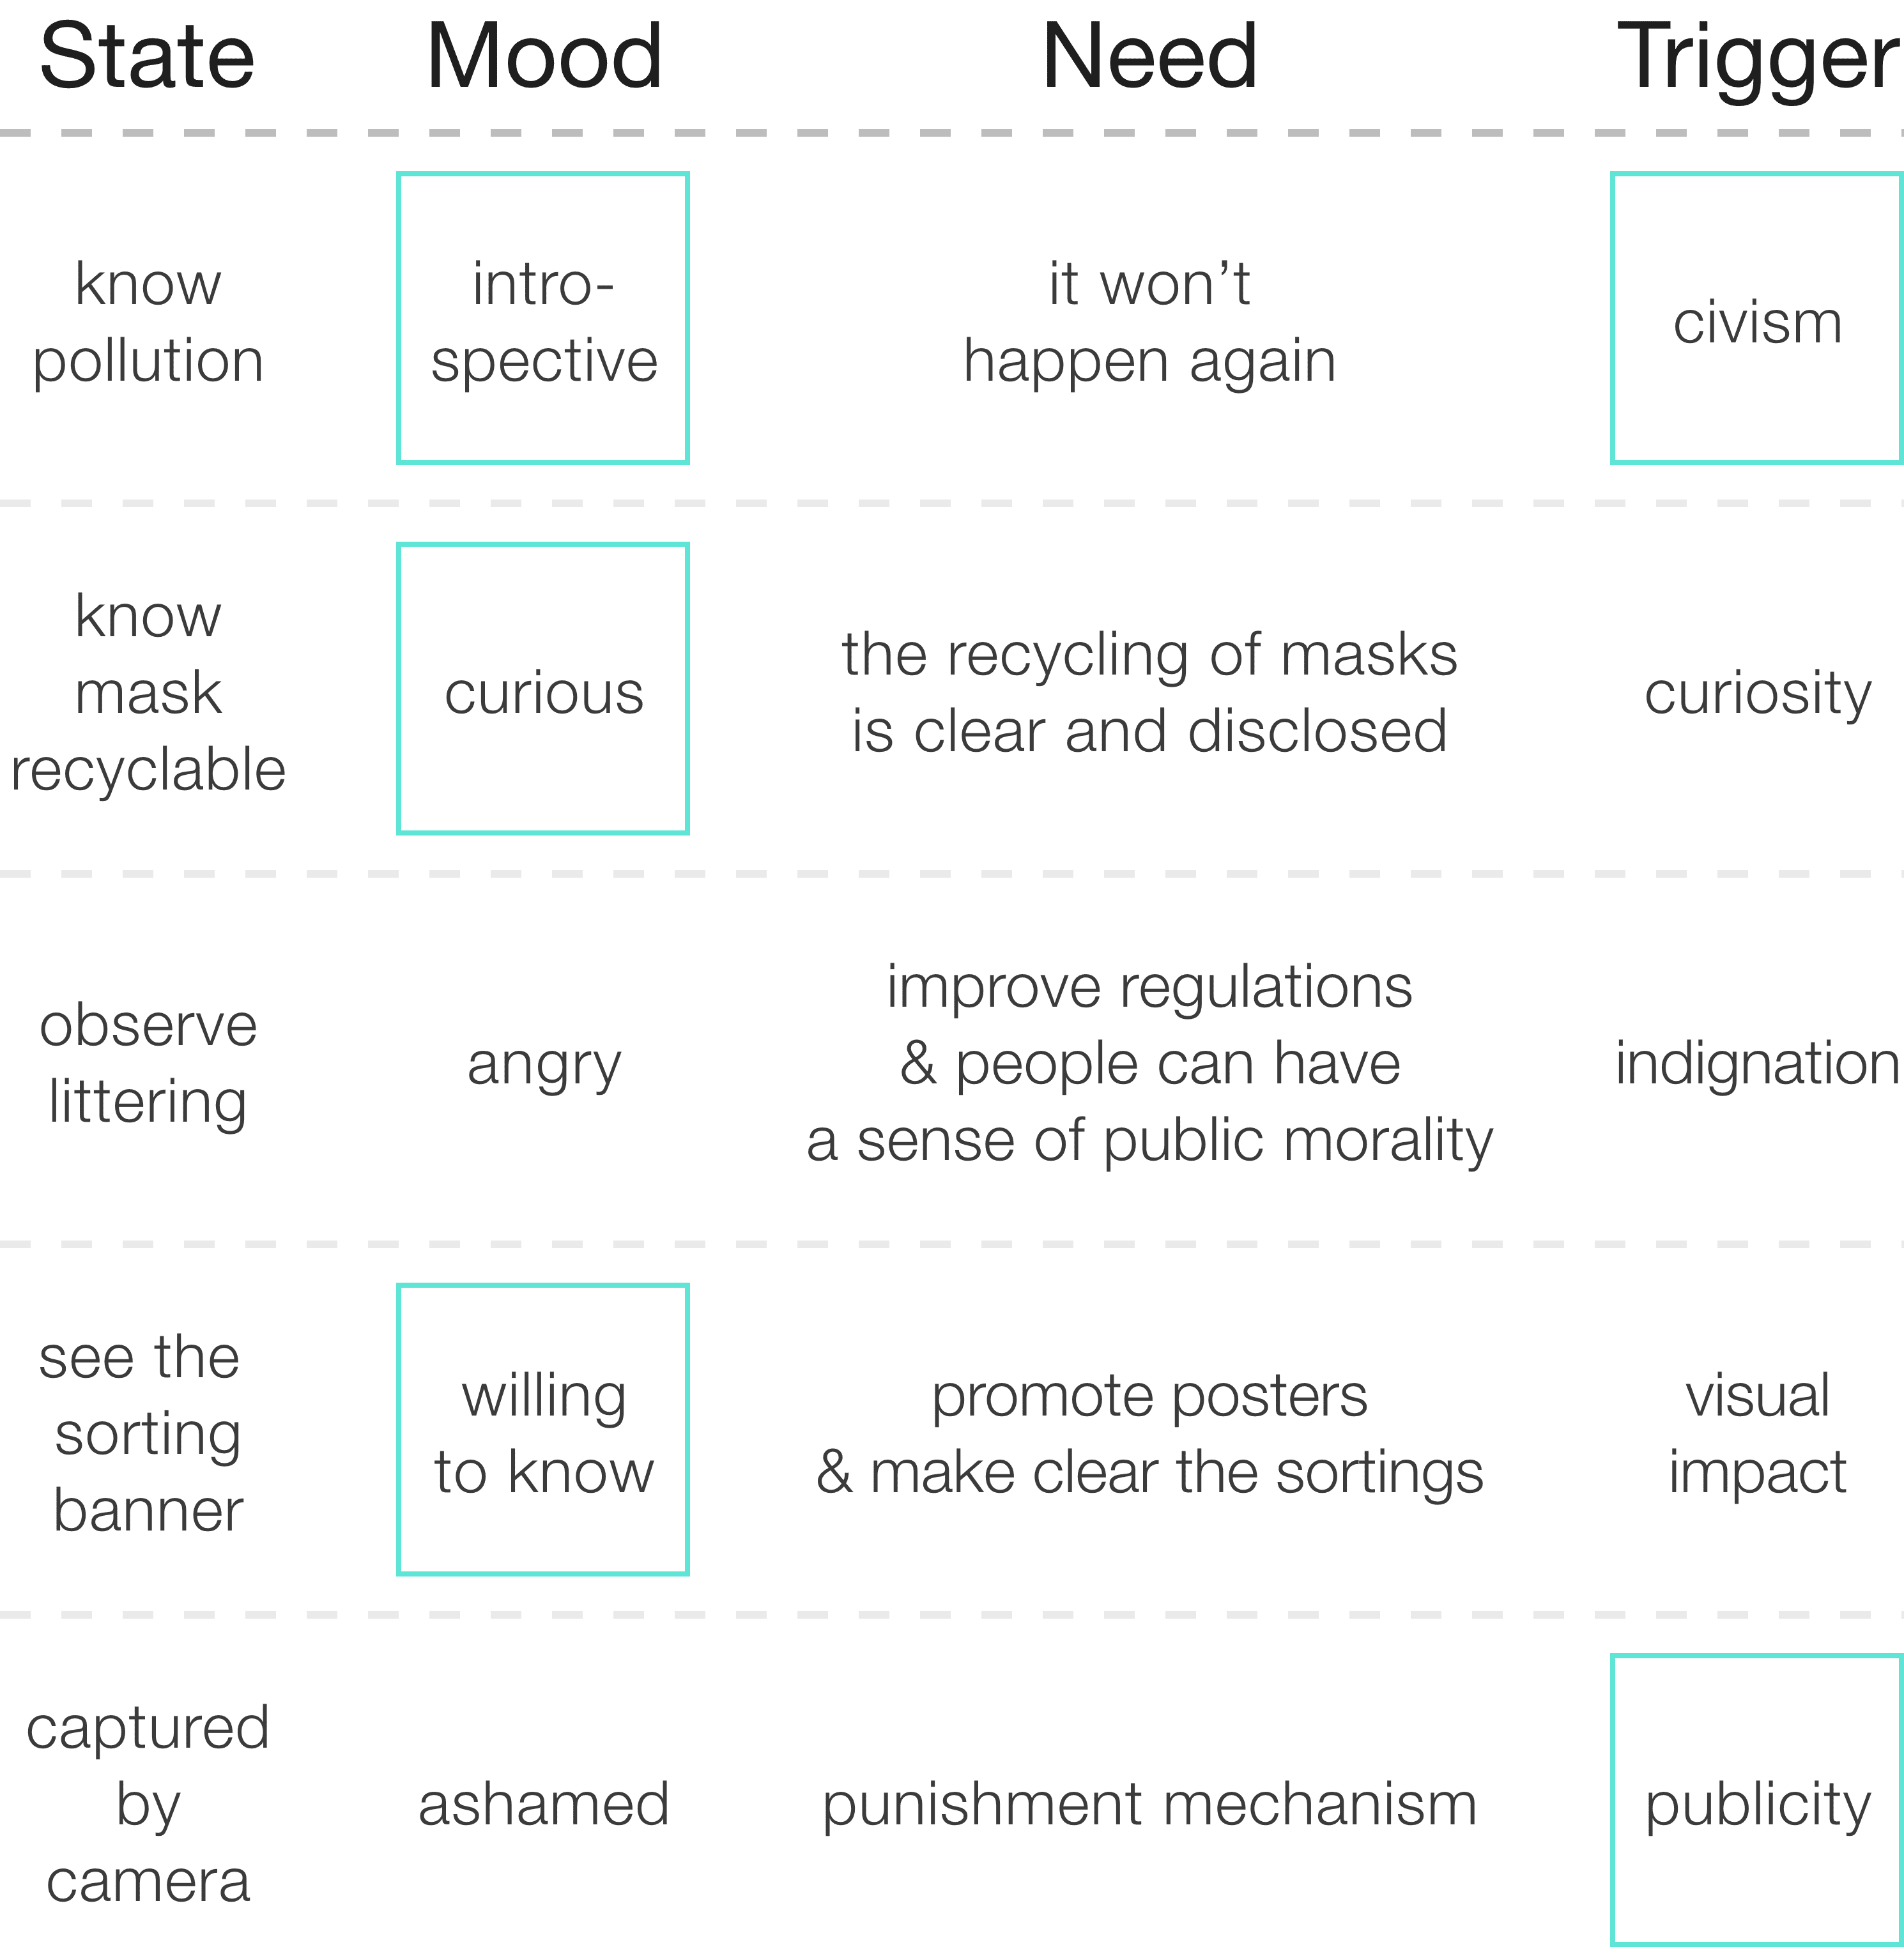 State Mood Need Trigger
know
pollution
intro-
spective
it won’t
happen again
civism
know
mask
recyclable
curious
the recycling of masks
is clear and disclosed
curiosity
observe
littering
angry
improve regulations
& people can have
a sense of public morality
indignation
see the
sorting
banner
willing
to know
promote posters
& make clear the sortings
visual
impact
captured
by
camera
ashamed
punishment mechanism
publicity